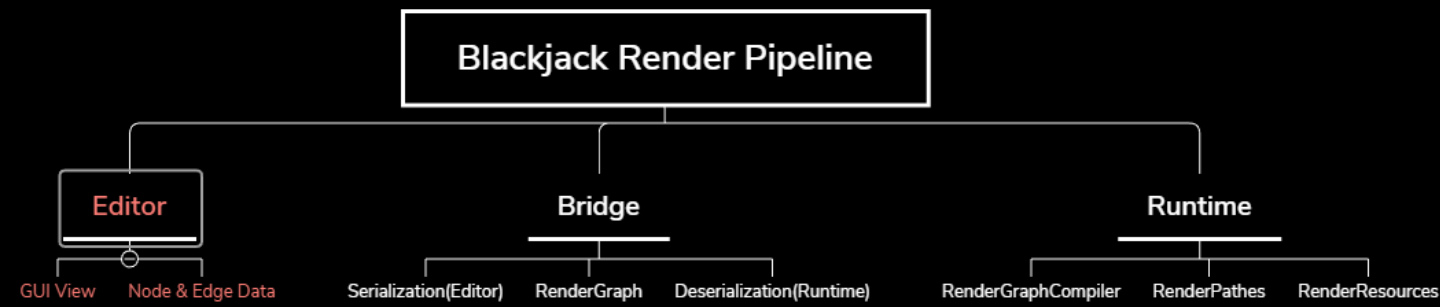 Blackjack Render Pipeline
Editor
Bridge
Runtime
GUI View
Node & Edge Data
Serialization(Editor)
RenderGraph
Deserialization(Runtime)
RenderGraphCompiler
RenderPathes
RenderResources